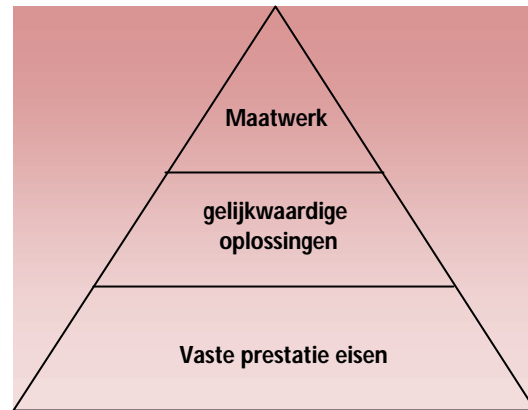 Maatwerk
gelijkwaardige
oplossingen
Vaste prestatie eisen